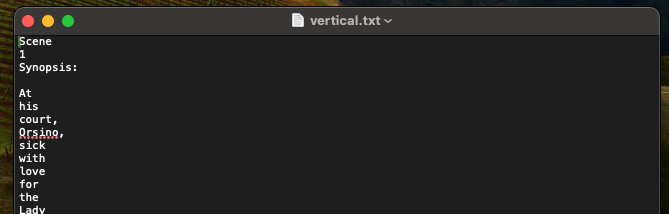 vertical.txt
Scene
1
Synopsis:
At
his
court,
Orsino,
sick
with
love
for
the
Lady